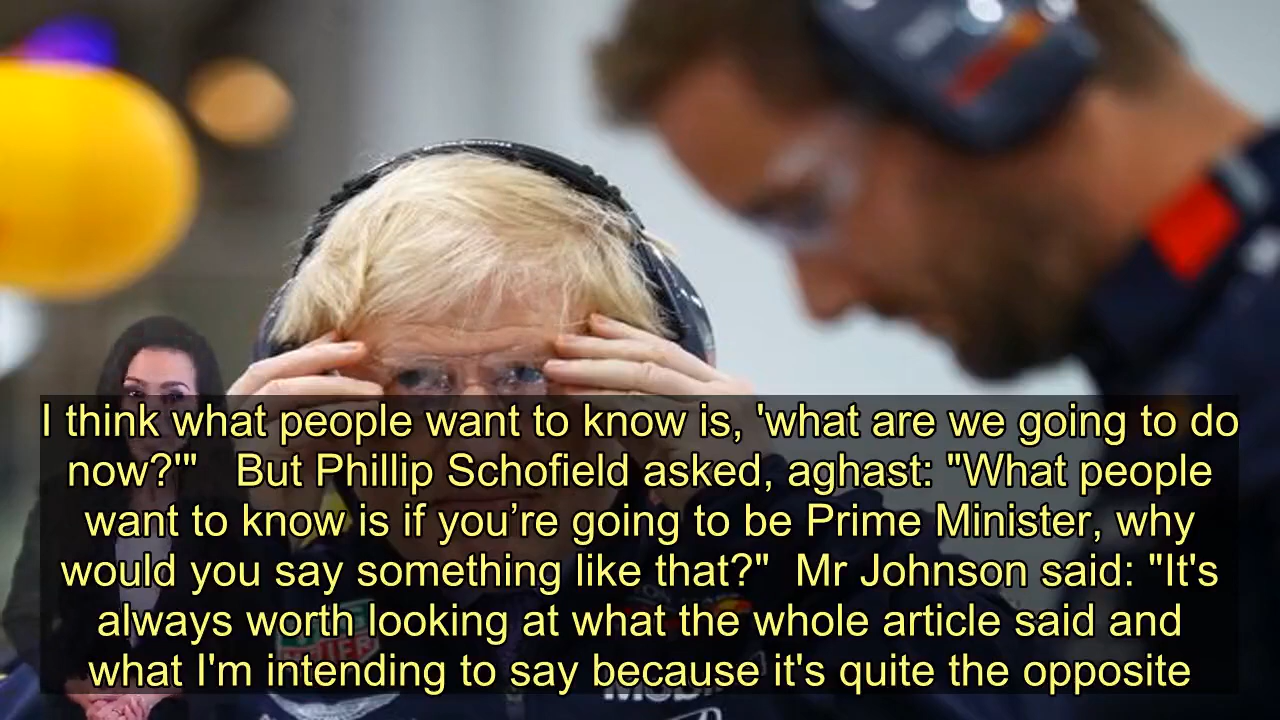 I think what people want to know is, 'what are we going to do
now?'" But Phillip Schofield asked, aghast: "What people
want to know is if you’re going to be Prime Minister, why
would you say something like that?" Mr Johnson said: "It's
always worth looking at what the whole article said and
what I'm intending to say because it's quite the opposite